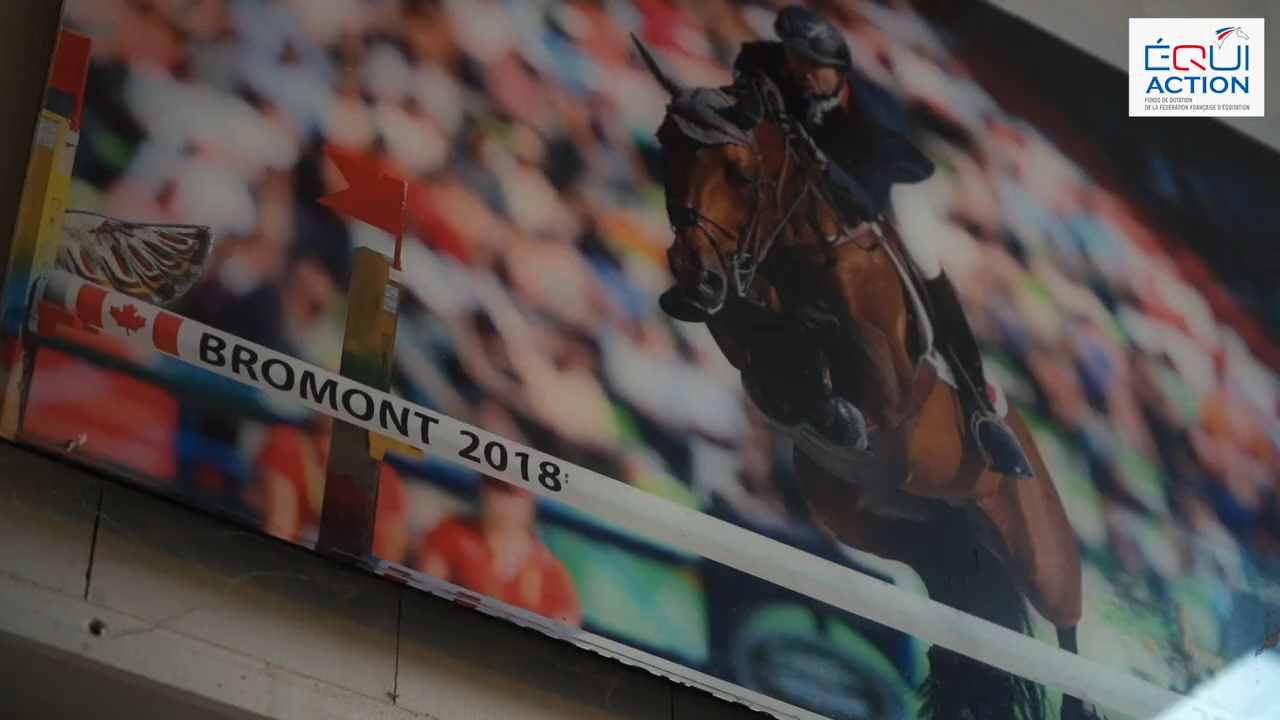 ÉQUI
ACTION
FONDS DE DOTATION
DE LA FÉDÉRATION FRANÇAISE D'ÉQUITATION
BROMONT 2018